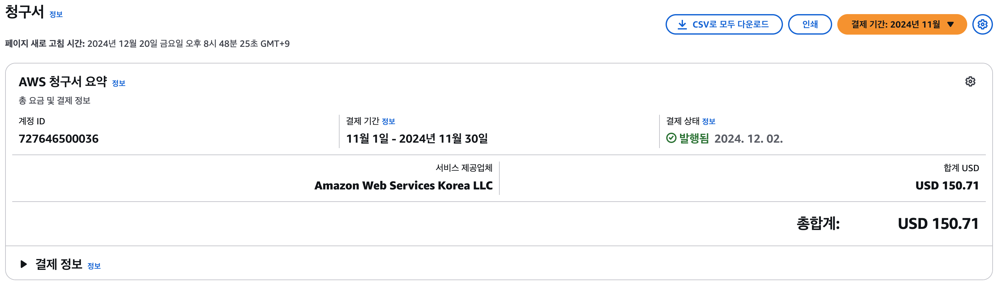 청구서 정보
CSV로 모두 다운로드 인쇄 결제 기간: 2024년 11월
페이지 새로 고침 시간: 2024년 12월 20일 금요일 오후 8시 48분 25초 GMT+9
AWS 청구서 요약 정보
총 요금 및 결제 정보
계정 ID
727646500036
결제 기간 정보
11월 1일 - 2024년 11월 30일
결제 상태 정보
발행됨 2024. 12. 02.
서비스 제공업체
Amazon Web Services Korea LLC
합계 USD
USD 150.71
총합계: USD 150.71
결제 정보 정보